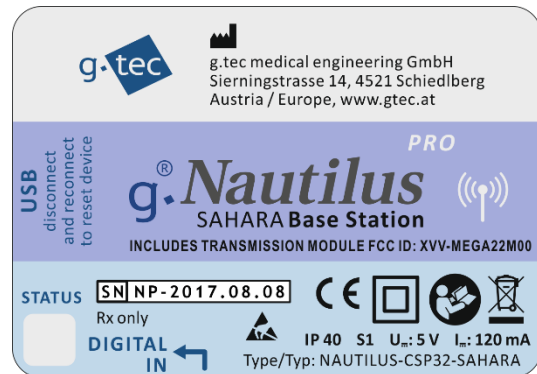 g.tec
g.tec medical engineering GmbH
Sierningstrasse 14, 4521 Schiedlberg
Austria / Europe, www.gtec.at
USB
disconnect
and reconnect
to reset device
PRO
g.®Nautilus
SAHARA Base Station
INCLUDES TRANSMISSION MODULE FCC ID: XVV-MEGA22M00
STATUS
SN NP-2017.08.08
Rx only
DIGITAL
IN
CE
IP 40 S1 Uₘ: 5 V Iₘ: 120 mA
Type/Typ: NAUTILUS-CSP32-SAHARA